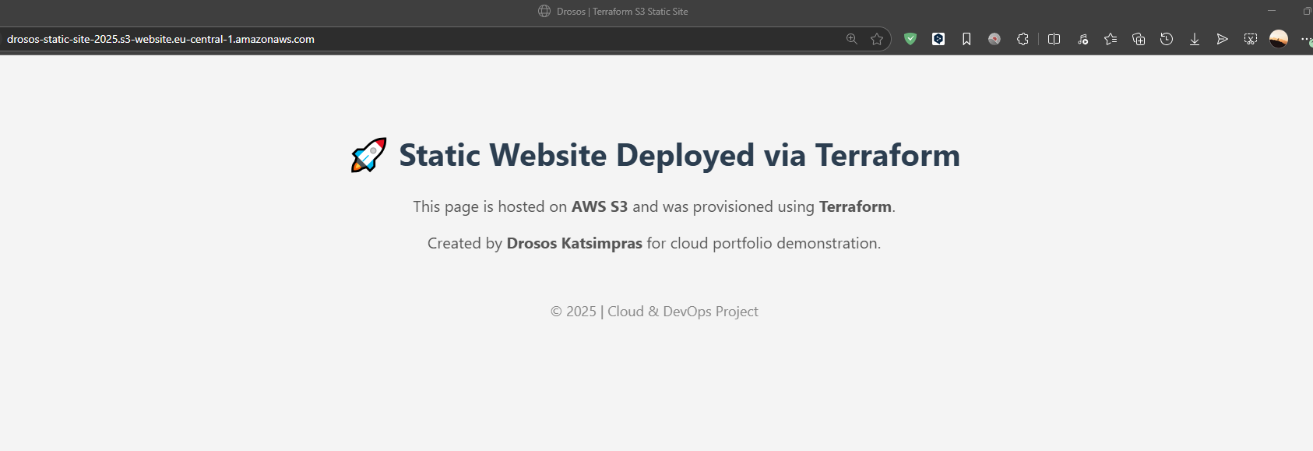 Drosos | Terraform S3 Static Site
drosos-static-site-2025.s3-website.eu-central-1.amazonaws.com
🚀 Static Website Deployed via Terraform
This page is hosted on AWS S3 and was provisioned using Terraform.
Created by Drosos Katsimpras for cloud portfolio demonstration.
© 2025 | Cloud & DevOps Project